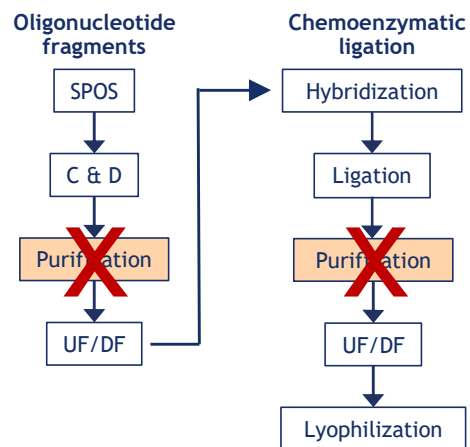 Oligonucleotide
fragments
SPOS
C & D
Purification
UF/DF
Chemoenzymatic
ligation
Hybridization
Ligation
Purification
UF/DF
Lyophilization